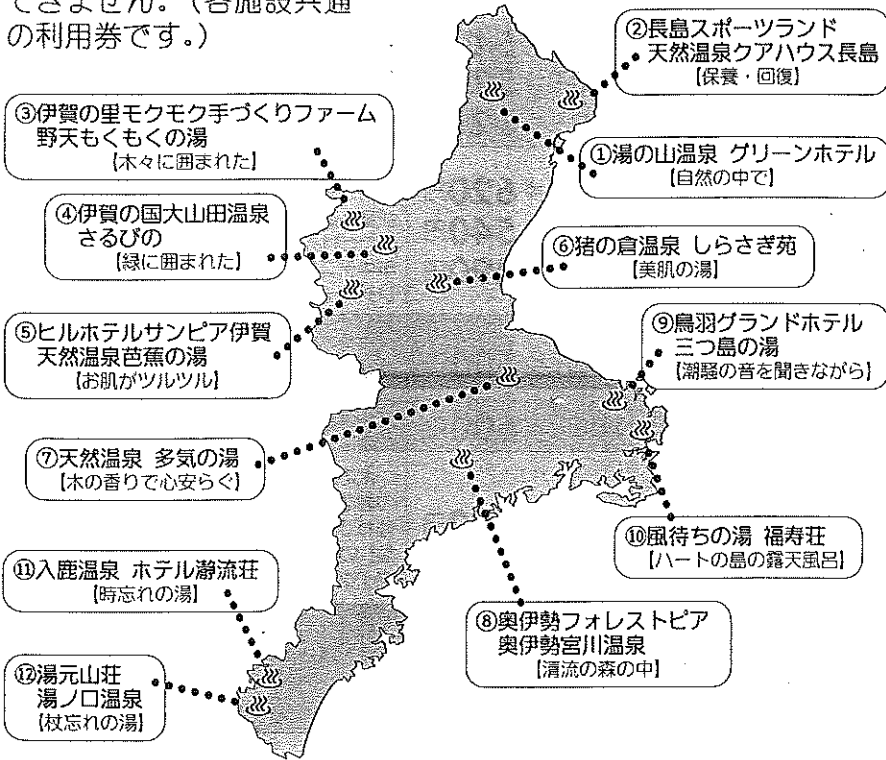 できません。（各施設共通
の利用券です。）
②長島スポーツランド
天然温泉クアハウス長島
【保養・回復】
③伊賀の里モクモク手づくりファーム
野天もくもくの湯
【木々に囲まれた】
①湯の山温泉 グリーンホテル
【自然の中で】
④伊賀の国大山田温泉
さるびの
【緑に囲まれた】
⑥猪の倉温泉 しらさぎ苑
【美肌の湯】
⑤ヒルホテルサンピア伊賀
天然温泉芭蕉の湯
【お肌がツルツル】
⑨鳥羽グランドホテル
三つ島の湯
【潮騒の音を聞きながら】
⑦天然温泉 多気の湯
【木の香りで心安らぐ】
⑩風待ちの湯 福寿荘
【ハートの島の露天風呂】
⑪入鹿温泉 ホテル瀞流荘
【時忘れの湯】
⑧奥伊勢フォレストピア
奥伊勢宮川温泉
【清流の森の中】
⑫湯元山荘
湯ノ口温泉
【杖忘れの湯】